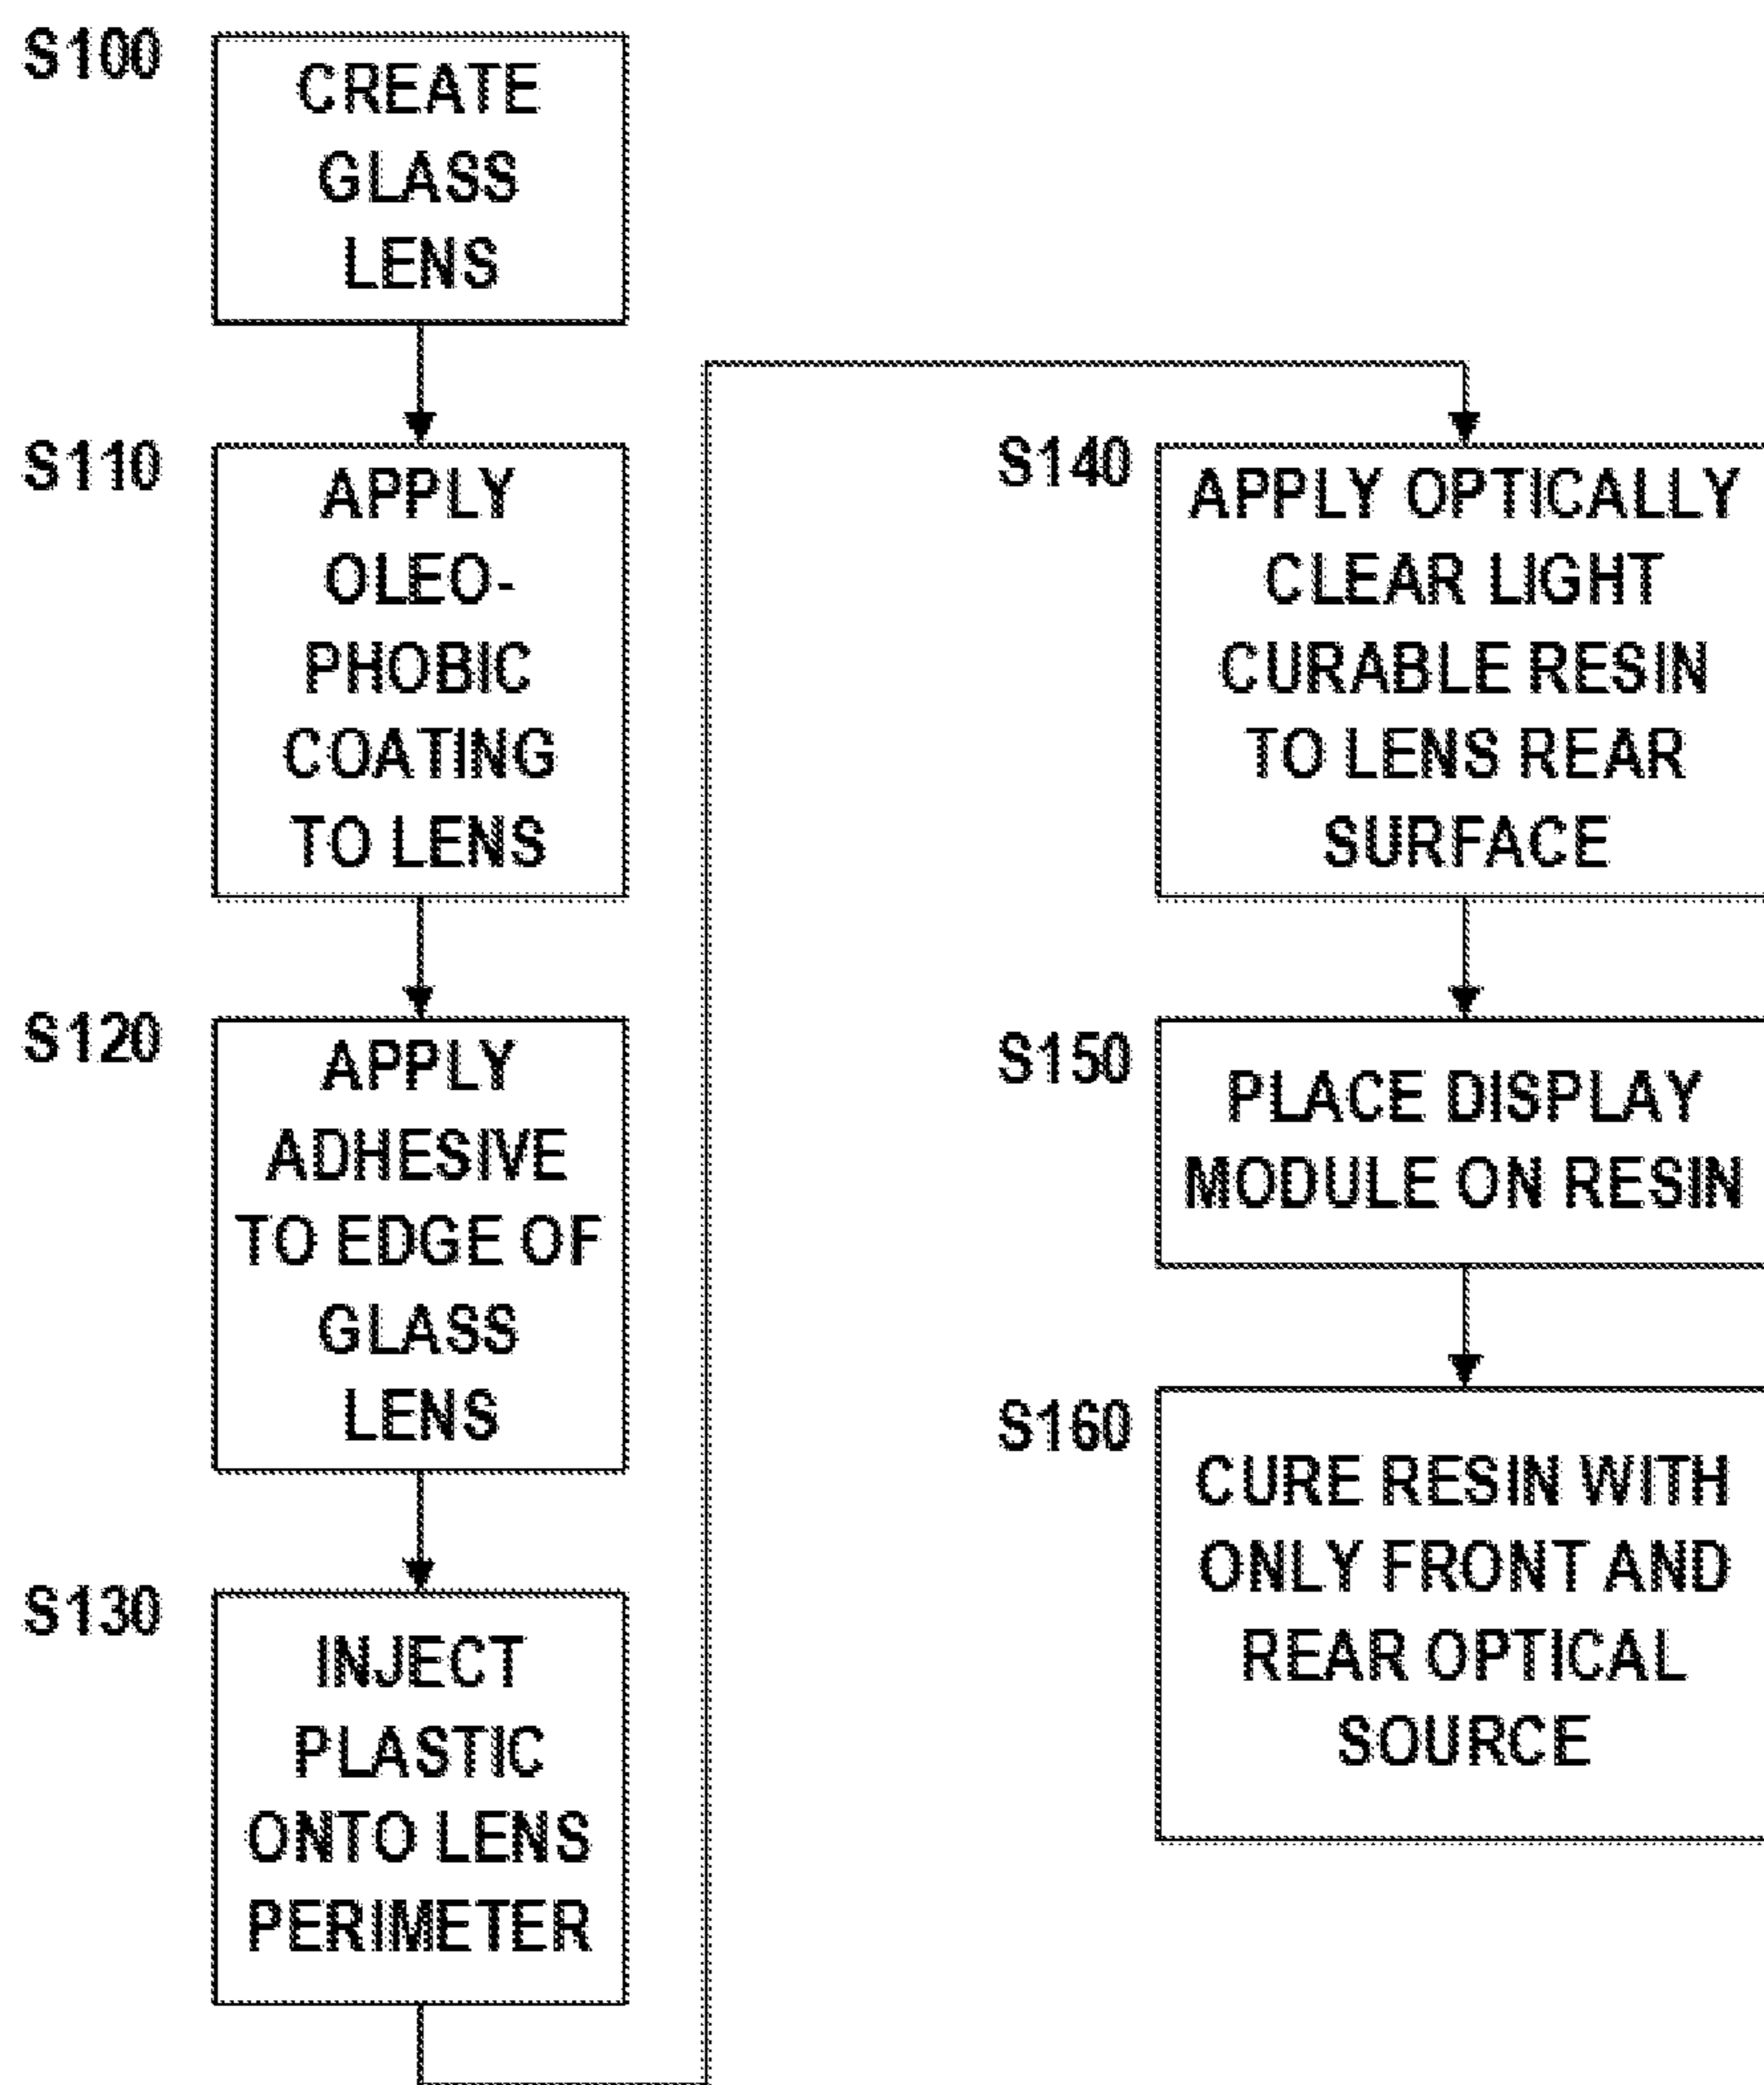 S100
CREATE
GLASS
LENS
S110
APPLY
OLEO-
PHOBIC
COATING
TO LENS
S120
APPLY
ADHESIVE
TO EDGE OF
GLASS
LENS
S130
INJECT
PLASTIC
ONTO LENS
PERIMETER
S140
APPLY OPTICALLY
CLEAR LIGHT
CURABLE RESIN
TO LENS REAR
SURFACE
S150
PLACE DISPLAY
MODULE ON RESIN
S160
CURE RESIN WITH
ONLY FRONT AND
REAR OPTICAL
SOURCE